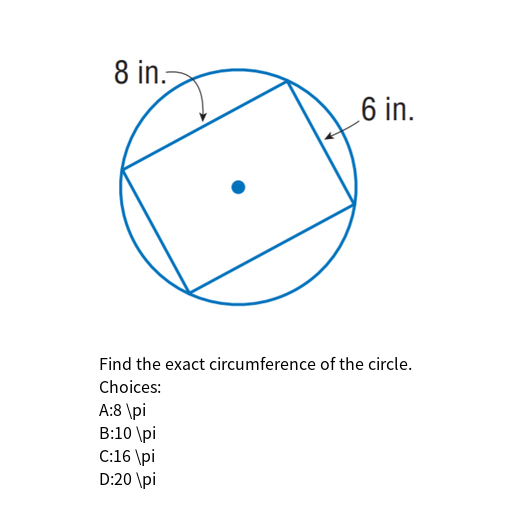 8 in.
6 in.
Find the exact circumference of the circle.
Choices:
A:8 \pi
B:10 \pi
C:16 \pi
D:20 \pi